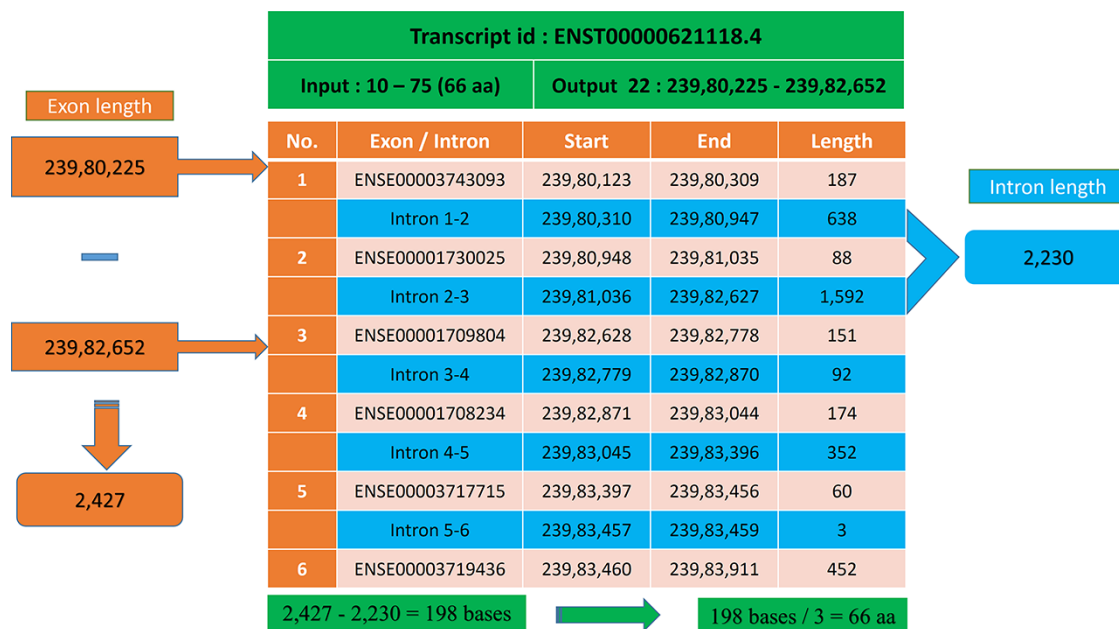 Transcript id : ENST00000621118.4
Input : 10 – 75 (66 aa) Output 22 : 239,80,225 - 239,82,652
Exon length
239,80,225
239,82,652
2,427
No. Exon / Intron Start End Length
1 ENSE00003743093 239,80,123 239,80,309 187
Intron 1-2 239,80,310 239,80,947 638
2 ENSE00001730025 239,80,948 239,81,035 88
Intron 2-3 239,81,036 239,82,627 1,592
3 ENSE00001709804 239,82,628 239,82,778 151
Intron 3-4 239,82,779 239,82,870 92
4 ENSE00001708234 239,82,871 239,83,044 174
Intron 4-5 239,83,045 239,83,396 352
5 ENSE00003717715 239,83,397 239,83,456 60
Intron 5-6 239,83,457 239,83,459 3
6 ENSE00003719436 239,83,460 239,83,911 452
Intron length
2,230
2,427 - 2,230 = 198 bases
198 bases / 3 = 66 aa